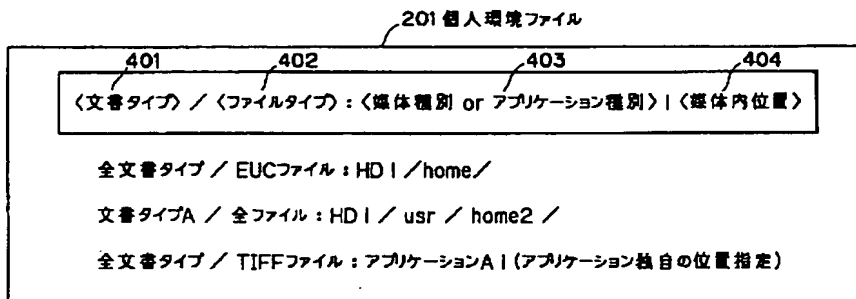 201 個人環境ファイル
401 402 403 404
〈文書タイプ〉 / 〈ファイルタイプ〉 : 〈媒体種別 or アプリケーション種別〉 | 〈媒体内位置〉
全文書タイプ / EUCファイル : HD | /home/
文書タイプA / 全ファイル : HD | / usr / home2 /
全文書タイプ / TIFFファイル : アプリケーションA | (アプリケーション独自の位置指定)